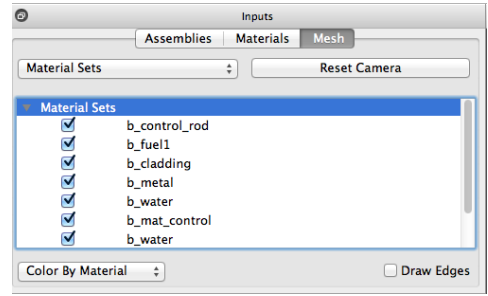 Inputs
Assemblies Materials Mesh
Material Sets Reset Camera
Material Sets
b_control_rod
b_fuel1
b_cladding
b_metal
b_water
b_mat_control
b_water
Color By Material Draw Edges